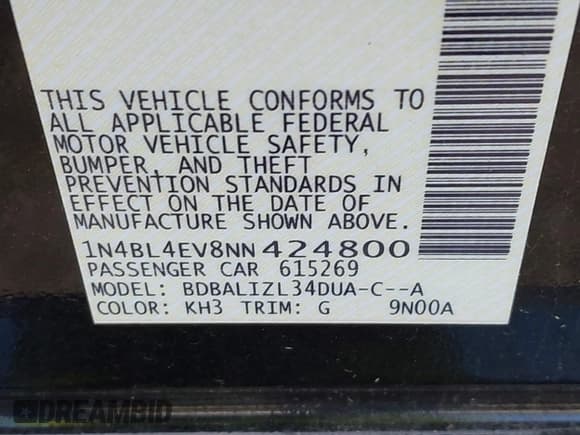 THIS VEHICLE CONFORMS TO
ALL APPLICABLE FEDERAL
MOTOR VEHICLE SAFETY,
BUMPER, AND THEFT
PREVENTION STANDARDS IN
EFFECT ON THE DATE OF
MANUFACTURE SHOWN ABOVE.
1N4BL4EV8NN424800
PASSENGER CAR 615269
MODEL: BDBALIZL34DUA-C--A
COLOR: KH3 TRIM: G 9N00A
DREAMBID